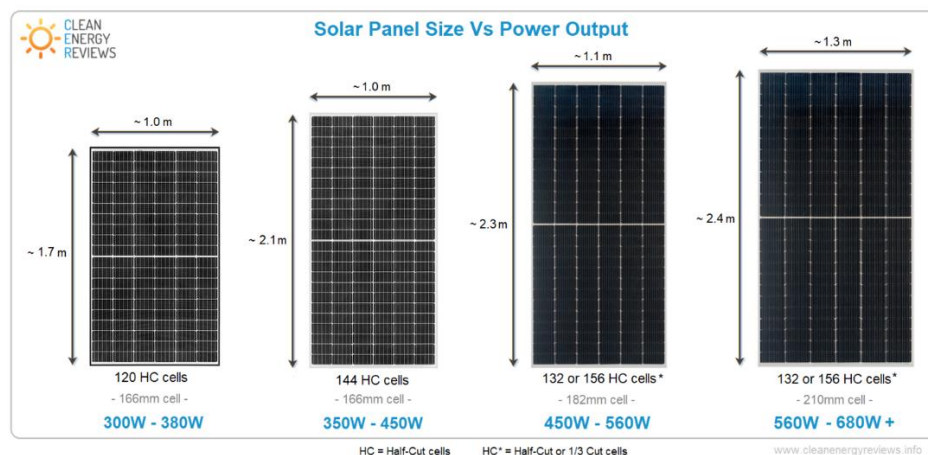 CLEAN
ENERGY
REVIEWS
Solar Panel Size Vs Power Output
~ 1.0 m
~ 1.7 m
120 HC cells
- 166mm cell -
300W - 380W
~ 1.0 m
~ 2.1m
144 HC cells
- 166mm cell -
350W - 450W
~ 1.1 m
~ 2.3m
132 or 156 HC cells*
- 182mm cell -
450W - 560W
~ 1.3 m
~ 2.4 m
132 or 156 HC cells*
- 210mm cell -
560W - 680W +
HC = Half-Cut cells HC* = Half-Cut or 1/3 Cut cells
www.cleanenergyreviews.info